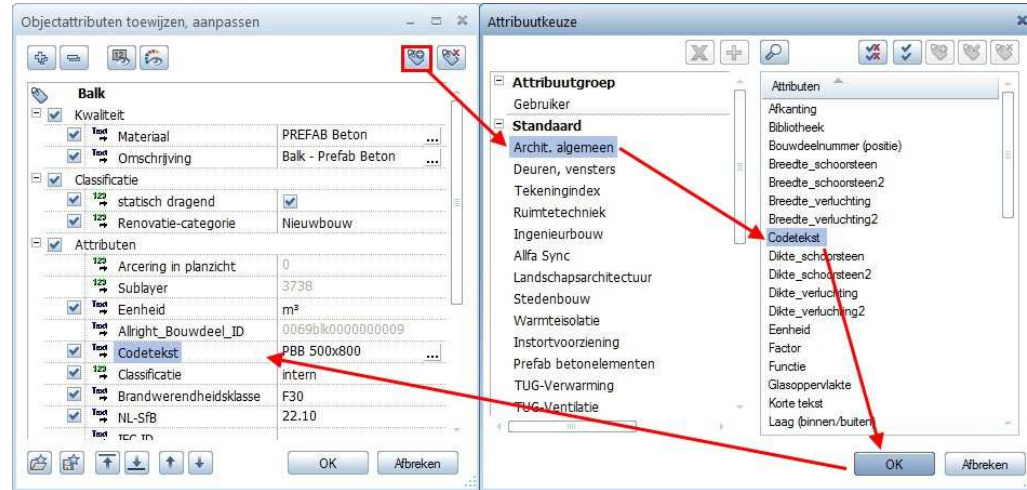 Objectattributen toewijzen, aanpassen
Balk
Kwaliteit
Materiaal PREFAB Beton ...
Omschrijving Balk - Prefab Beton ...
Classificatie
statisch dragend
Renovatie-categorie Nieuwbouw
Attributen
Arcering in planzicht 0
Sublayer 3738
Eenheid m³
Allright_Bouwdeel_ID 0069blk0000000009
Codetekst PBB 500x800 ...
Classificatie intern
Brandwerendheidsklasse F30
NL-SfB 22.10
IFC ID
OK Afbreken
Attribuutkeuze
Attribuutgroep
Gebruiker
Standaard
Archit. algemeen
Deuren, vensters
Tekeningindex
Ruimtetechniek
Ingenieurbouw
Allfa Sync
Landschapsarchitectuur
Stedenbouw
Warmteisolatie
Instortvoorziening
Prefab betonelementen
TUG-Verwarming
TUG-Ventilatie
Attributen
Afkanting
Bibliotheek
Bouwdeelnummer (positie)
Breedte_schoorsteen
Breedte_schoorsteen2
Breedte_verluchting
Breedte_verluchting2
Codetekst
Dikte_schoorsteen
Dikte_schoorsteen2
Dikte_verluchting
Dikte_verluchting2
Eenheid
Factor
Functie
Glasoppervlakte
Korte tekst
Laag (binnen/buiten)
OK Afbreken